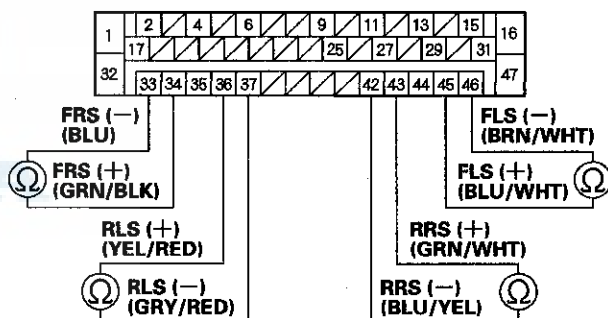 1 2 4 6 9 11 13 15 16
17 25 27 29 31
32 33 34 35 36 37 42 43 44 45 46 47
FRS (−)
(BLU)
FLS (−)
(BRN/WHT)
Ω
FRS (+)
(GRN/BLK)
FLS (+)
(BLU/WHT)
Ω
RLS (+)
(YEL/RED)
RRS (+)
(GRN/WHT)
Ω
RLS (−)
(GRY/RED)
RRS (−)
(BLU/YEL)
Ω